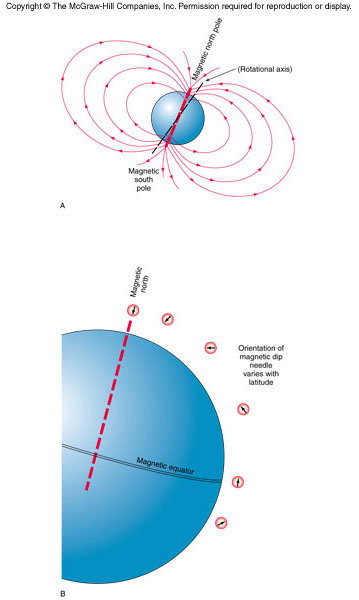 Copyright © The McGraw-Hill Companies, Inc. Permission required for reproduction or display.
Magnetic north pole
(Rotational axis)
Magnetic
south
pole
A
Magnetic
north
Orientation of
magnetic dip
needle
varies with
latitude
Magnetic equator
B